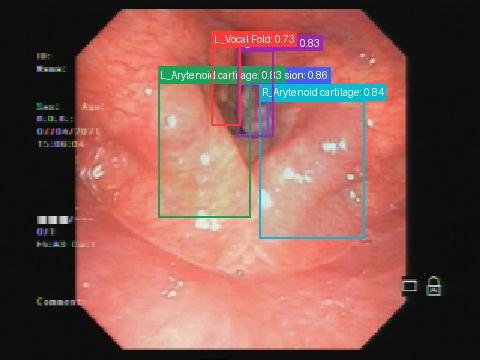 L_Vocal Fold: 0.73
0.83
L_Arytenoid cartilage: 0.83
sion: 0.86
R_Arytenoid cartilage: 0.84
ID:
Name:
Sex: Age:
D.O.B.:
15:06:04
Comment: